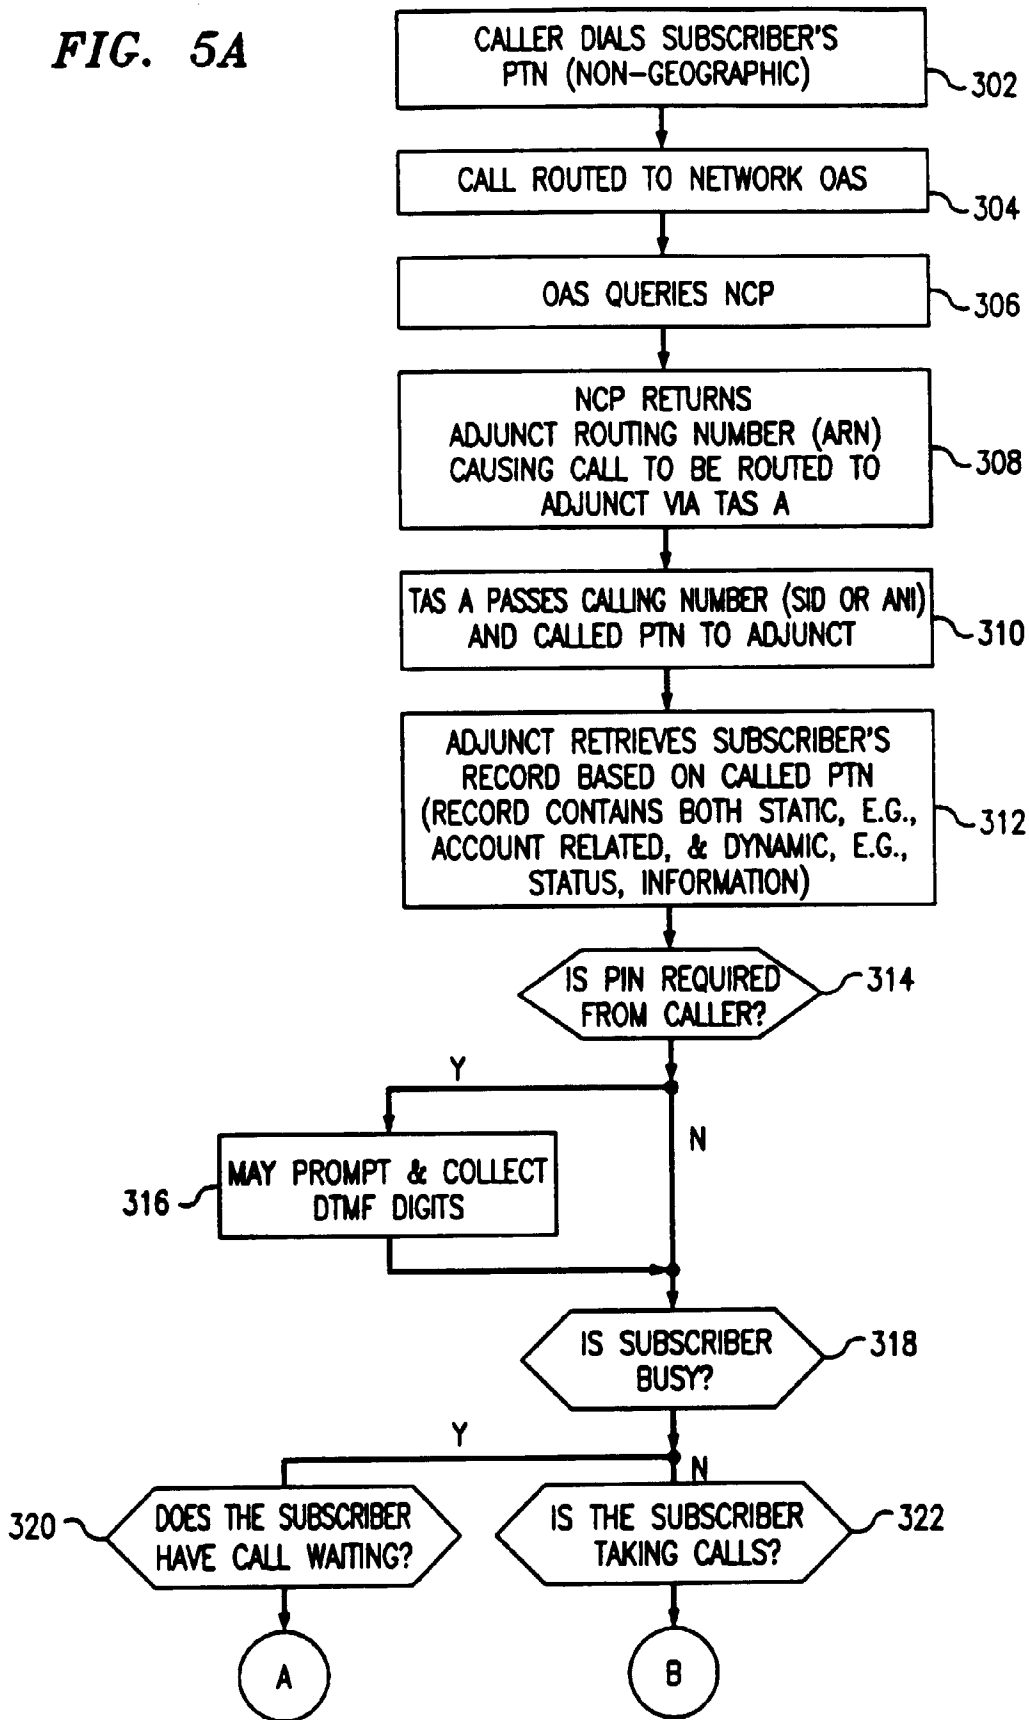 FIG. 5A
CALLER DIALS SUBSCRIBER'S
PTN (NON-GEOGRAPHIC)
302
CALL ROUTED TO NETWORK OAS
304
OAS QUERIES NCP
306
NCP RETURNS
ADJUNCT ROUTING NUMBER (ARN)
CAUSING CALL TO BE ROUTED TO
ADJUNCT VIA TAS A
308
TAS A PASSES CALLING NUMBER (SID OR ANI)
AND CALLED PTN TO ADJUNCT
310
ADJUNCT RETRIEVES SUBSCRIBER'S
RECORD BASED ON CALLED PTN
(RECORD CONTAINS BOTH STATIC, E.G.,
ACCOUNT RELATED, & DYNAMIC, E.G.,
STATUS, INFORMATION)
312
IS PIN REQUIRED
FROM CALLER?
314
Y
N
MAY PROMPT & COLLECT
DTMF DIGITS
316
IS SUBSCRIBER
BUSY?
318
Y
N
320
DOES THE SUBSCRIBER
HAVE CALL WAITING?
IS THE SUBSCRIBER
TAKING CALLS?
322
A
B